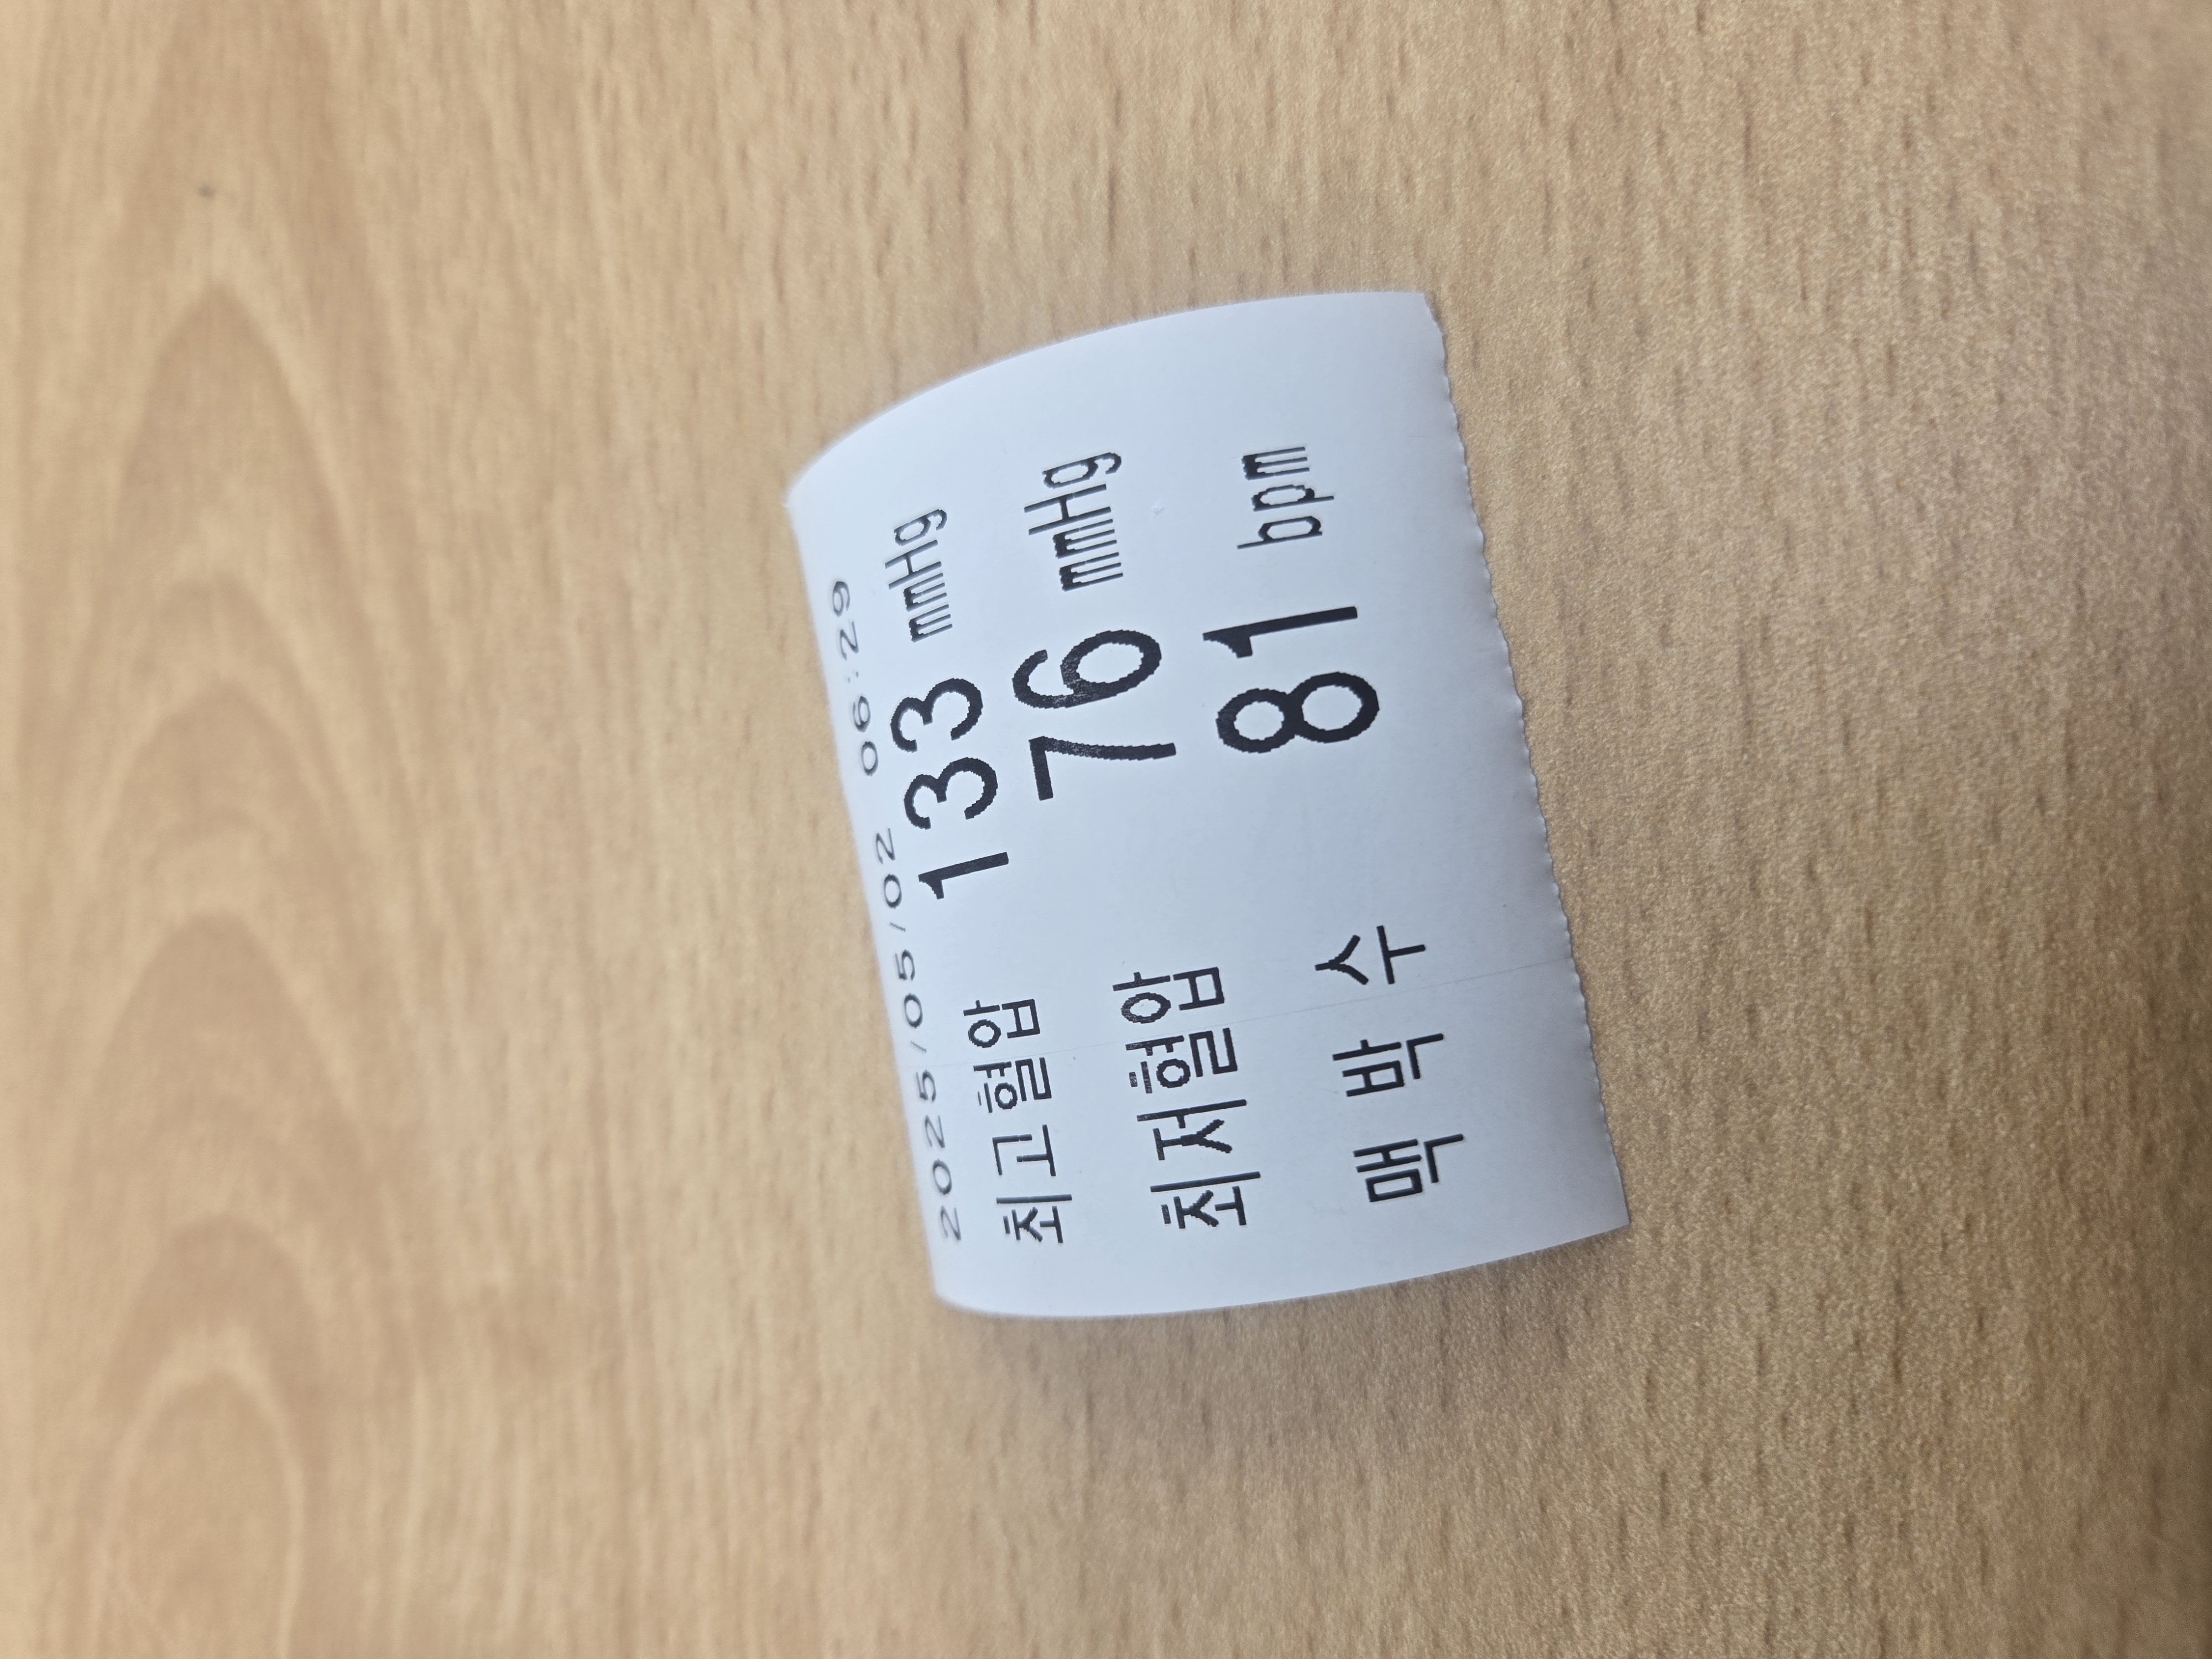 2025/05/02 06:29
최고혈압 133 mmHg
최저혈압 76 mmHg
맥 박 수 81 bpm